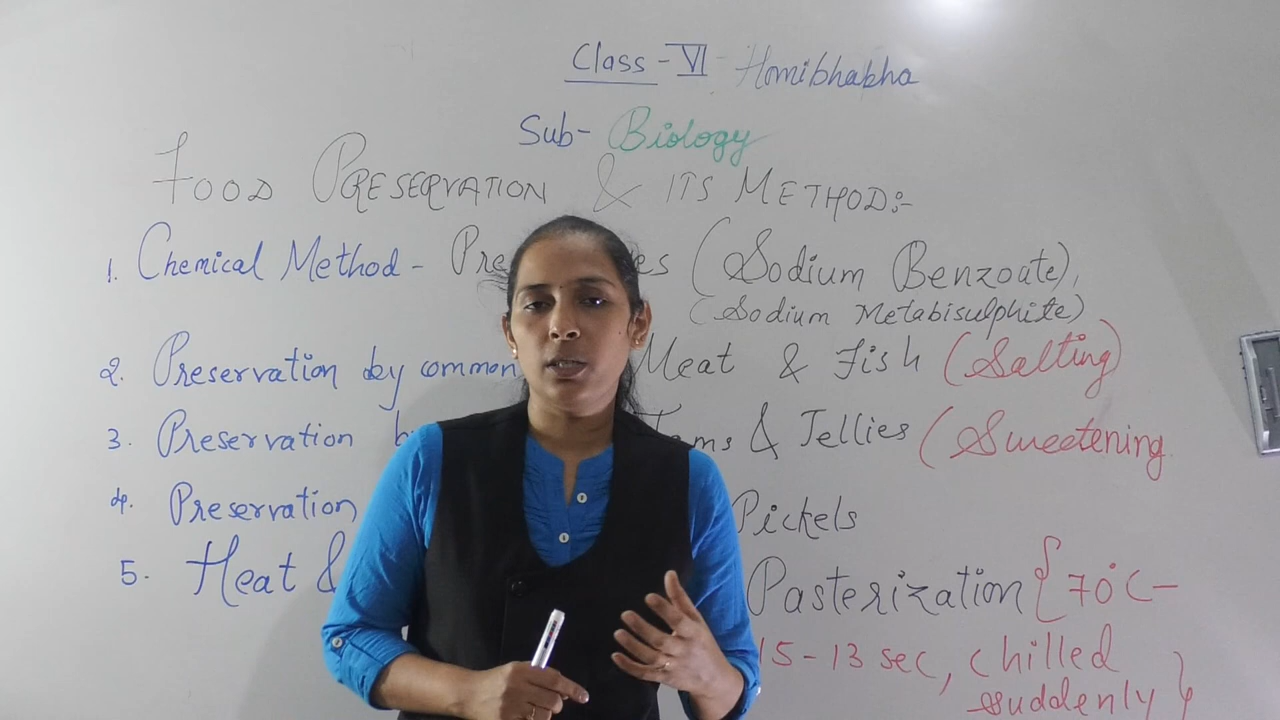 Class - VI Homibhabha
Sub- Biology
FOOD PRESERVATION & ITS METHOD:-
1. Chemical Method - Pre es (Sodium Benzoate),
(Sodium Metabisulphite)
2. Preservation by common Meat & Fish (Salting)
3. Preservation b Jams & Jellies (Sweetening
4. Preservation Pickels
5. Heat & Pasterization {70°C-
15-13 sec, chilled
suddenly}